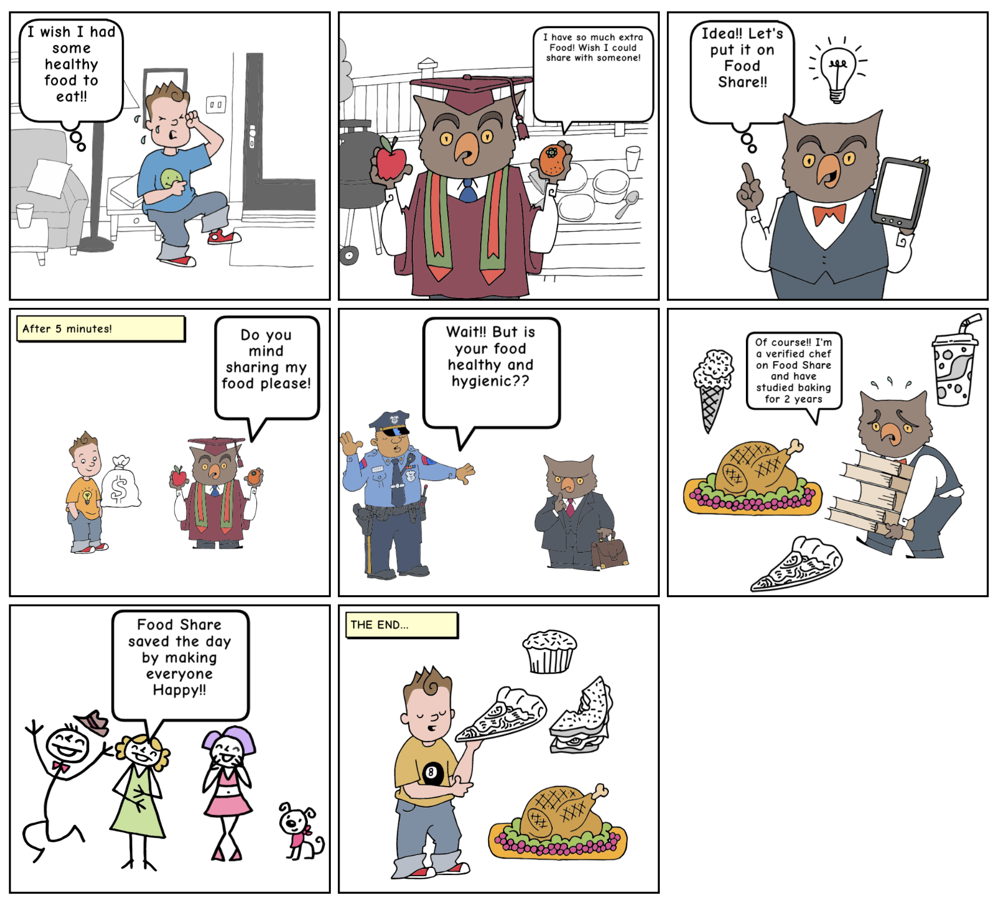 I wish I had
some
healthy
food to
eat!!
I have so much extra
Food! Wish I could
share with someone!
Idea!! Let's
put it on
Food
Share!!
After 5 minutes!
Do you
mind
sharing my
food please!
$
Wait!! But is
your food
healthy and
hygienic??
Of course!! I'm
a verified chef
on Food Share
and have
studied baking
for 2 years
Food Share
saved the day
by making
everyone
Happy!!
THE END...
8